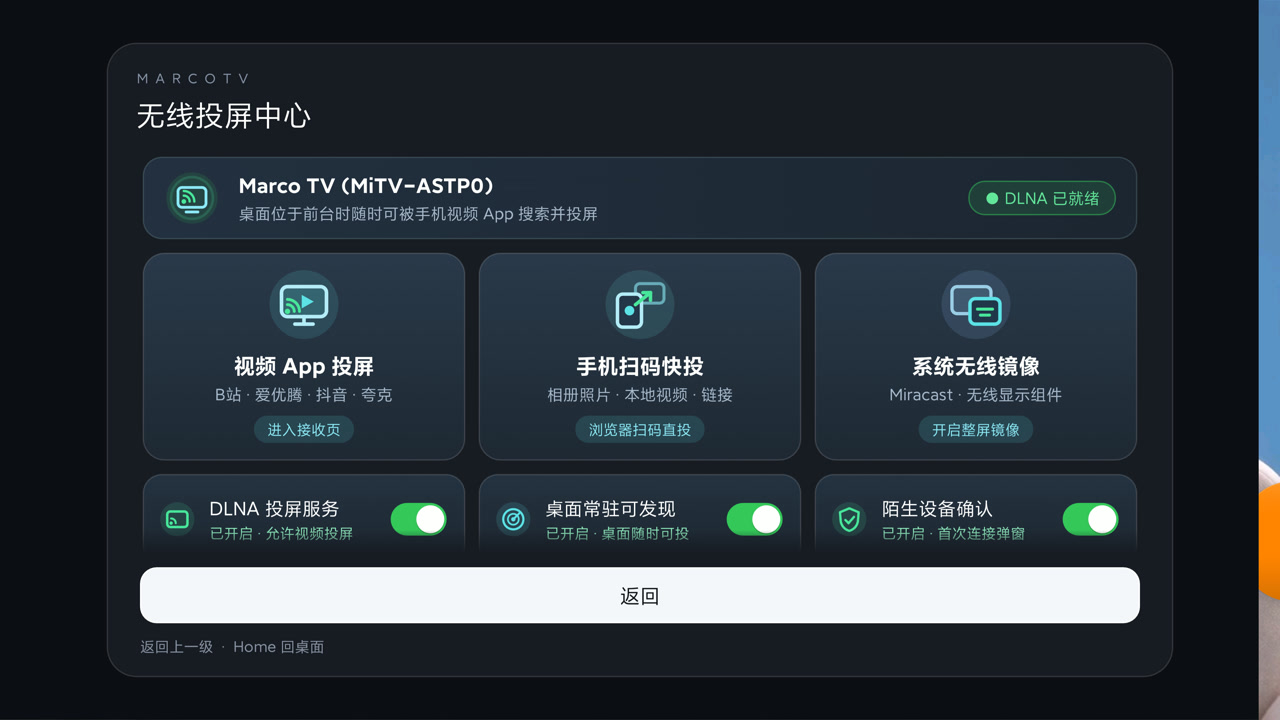 MARCOTV
无线投屏中心
Marco TV (MiTV-ASTP0)
桌面位于前台时随时可被手机视频 App 搜索并投屏
DLNA 已就绪
视频 App 投屏
B站 · 爱优腾 · 抖音 · 夸克
进入接收页
手机扫码快投
相册照片 · 本地视频 · 链接
浏览器扫码直投
系统无线镜像
Miracast · 无线显示组件
开启整屏镜像
DLNA 投屏服务
已开启 · 允许视频投屏
桌面常驻可发现
已开启 · 桌面随时可投
陌生设备确认
已开启 · 首次连接弹窗
返回
返回上一级 · Home 回桌面